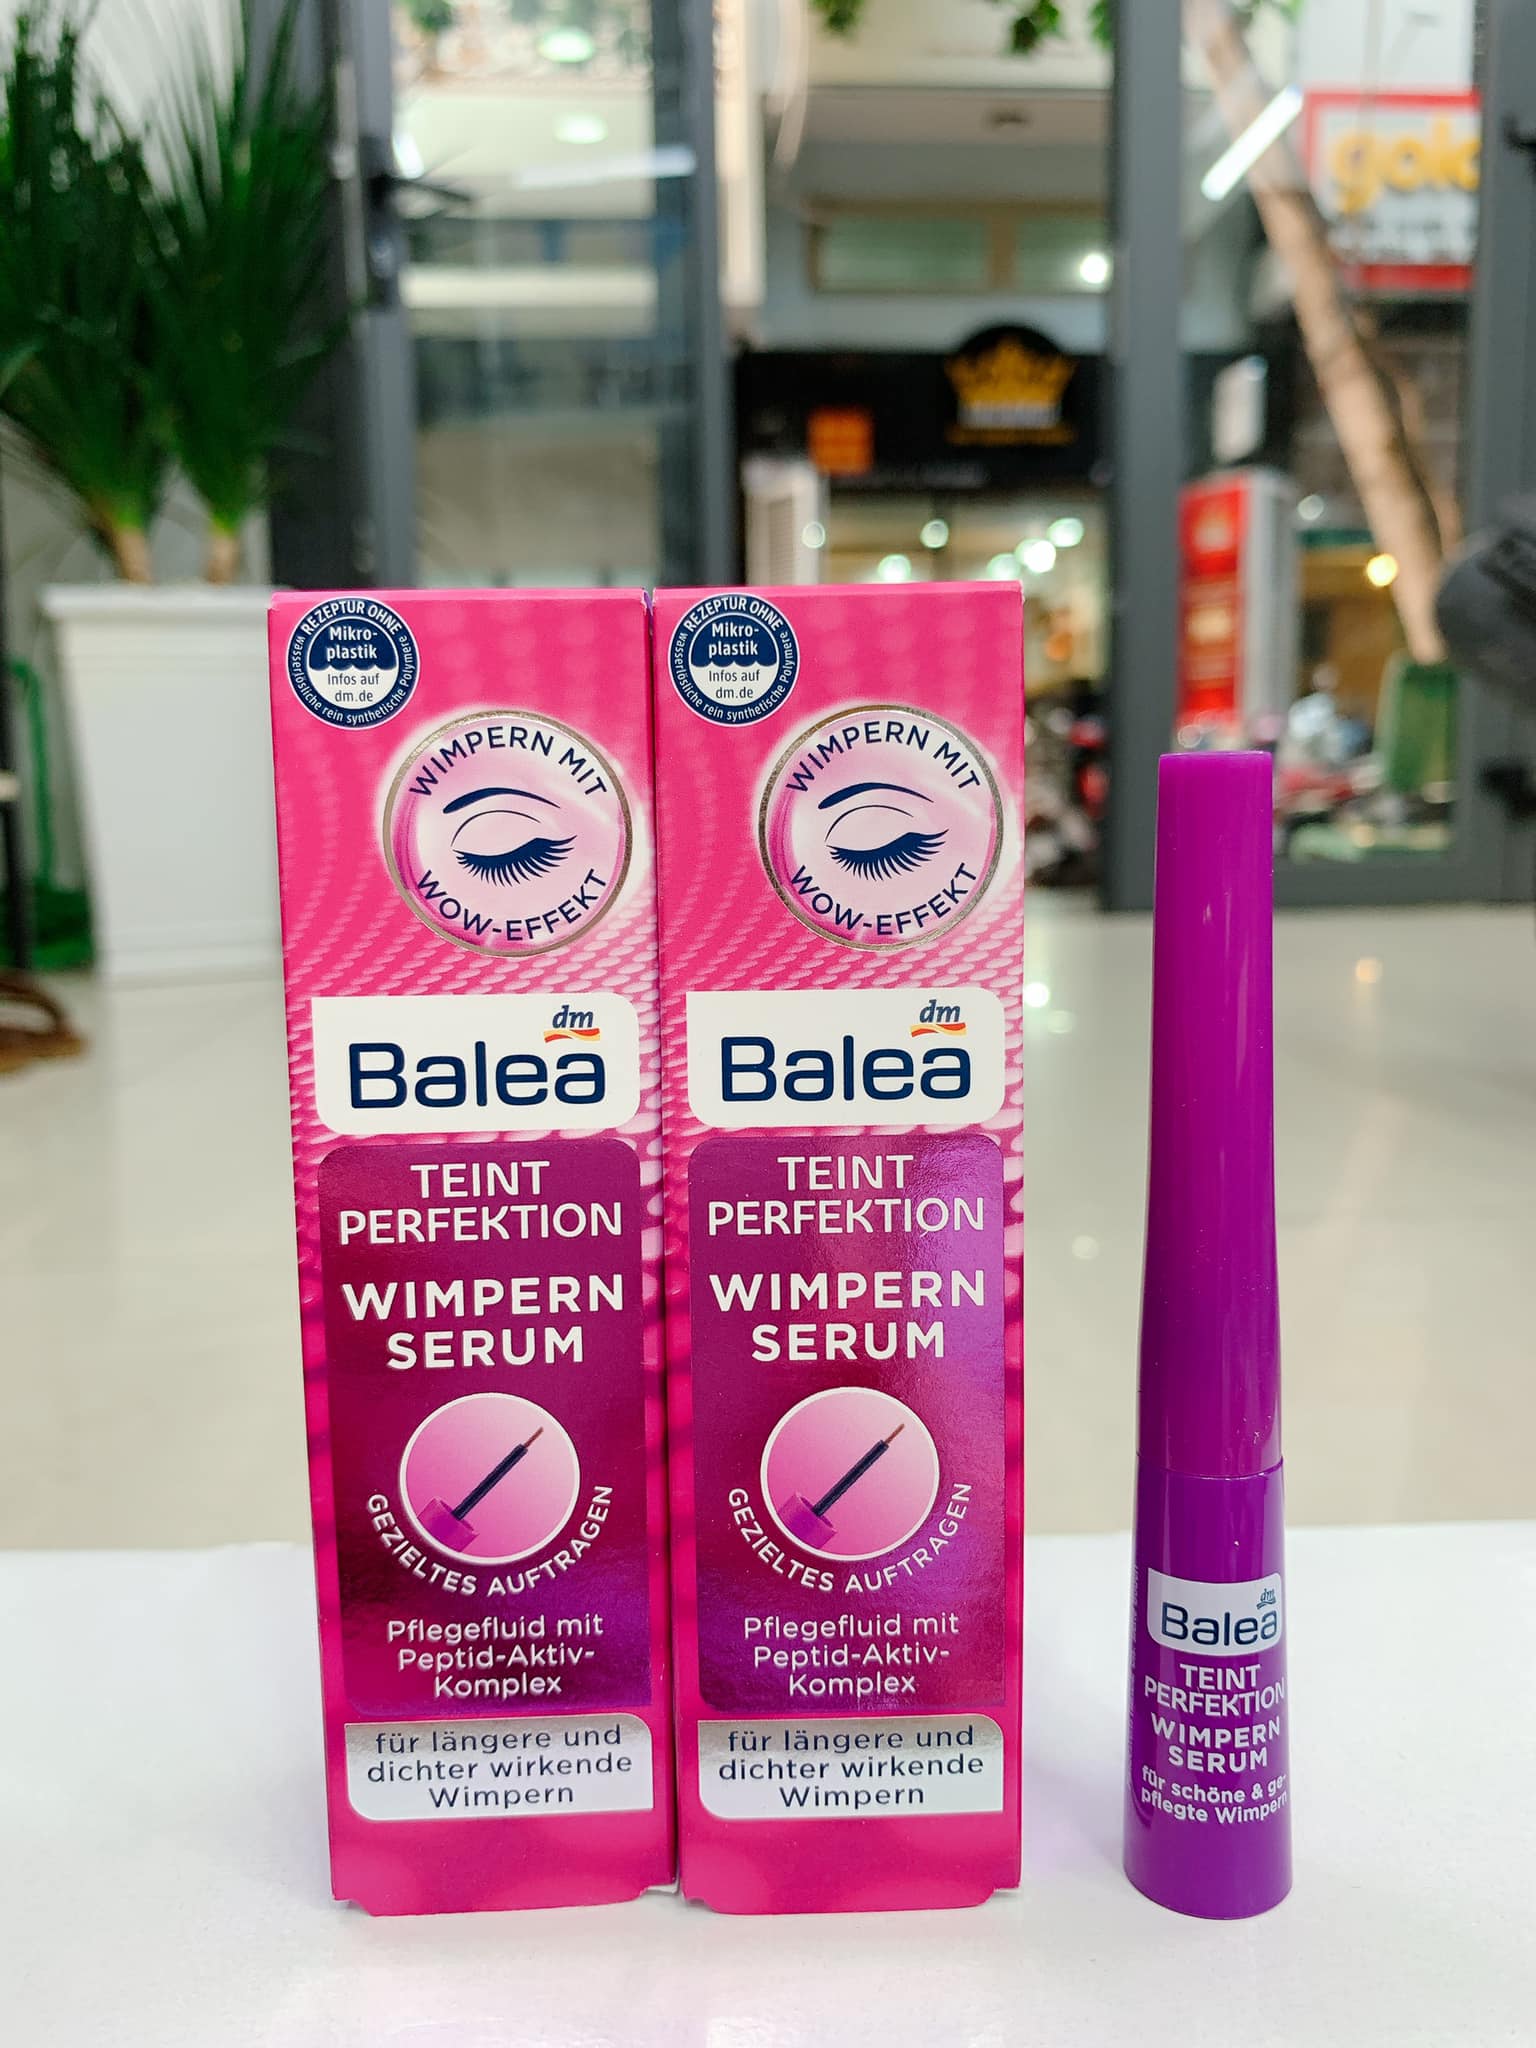 REZEPTUR OHNE
Mikro-
plastik
Infos auf
dm.de
wasserlösliche rein synthetische Polymere
WIMPERN MIT
WOW-EFFEKT
dm
Balea
TEINT
PERFEKTION
WIMPERN
SERUM
GEZIELTES AUFTRAGEN
Pflegefluid mit
Peptid-Aktiv-
Komplex
für längere und
dichter wirkende
Wimpern
REZEPTUR OHNE
Mikro-
plastik
Infos auf
dm.de
wasserlösliche rein synthetische Polymere
WIMPERN MIT
WOW-EFFEKT
dm
Balea
TEINT
PERFEKTION
WIMPERN
SERUM
GEZIELTES AUFTRAGEN
Pflegefluid mit
Peptid-Aktiv-
Komplex
für längere und
dichter wirkende
Wimpern
dm
Balea
TEINT
PERFEKTION
WIMPERN
SERUM
für schöne & ge-
pflegte Wimpern
gold